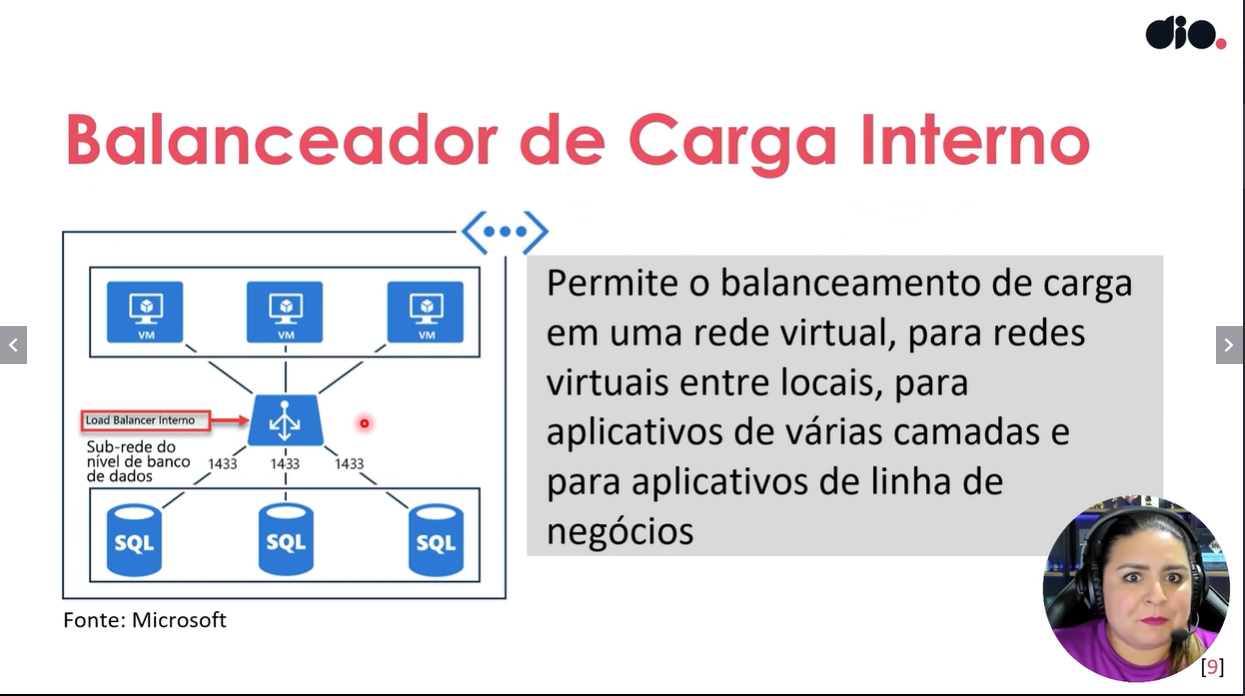 dio.
Balanceador de Carga Interno
VM
VM
VM
Load Balancer Interno
Sub-rede do
nível de banco
de dados
1433
1433
1433
SQL
SQL
SQL
Fonte: Microsoft
Permite o balanceamento de carga
em uma rede virtual, para redes
virtuais entre locais, para
aplicativos de várias camadas e
para aplicativos de linha de
negócios
[9]